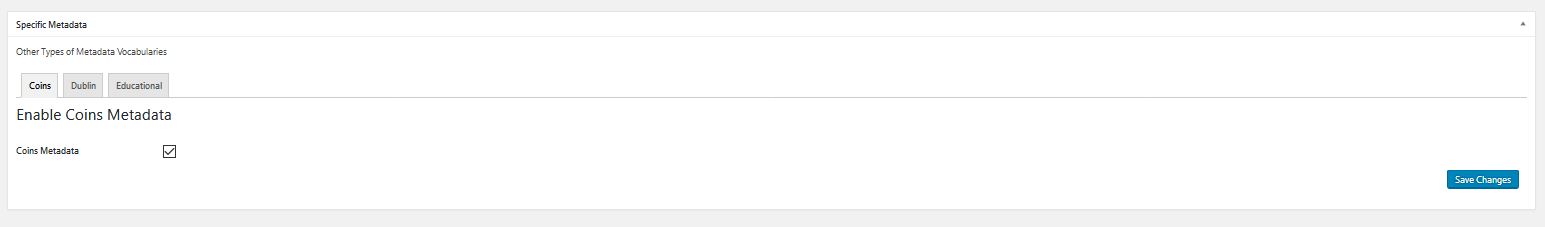 Specific Metadata
Other Types of Metadata Vocabularies
Coins Dublin Educational
Enable Coins Metadata
Coins Metadata
Save Changes